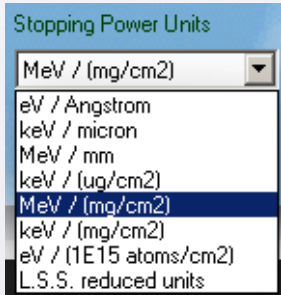 Stopping Power Units
MeV / (mg/cm2)
eV / Angstrom
keV / micron
MeV / mm
keV / (ug/cm2)
MeV / (mg/cm2)
keV / (mg/cm2)
eV / (1E15 atoms/cm2)
L.S.S. reduced units